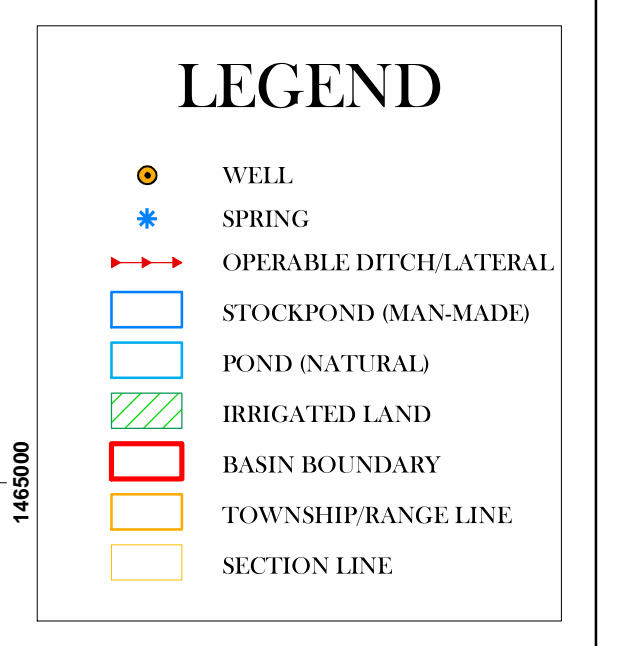 LEGEND
WELL
SPRING
OPERABLE DITCH/LATERAL
STOCKPOND (MAN-MADE)
POND (NATURAL)
IRRIGATED LAND
BASIN BOUNDARY
TOWNSHIP/RANGE LINE
SECTION LINE
1465000